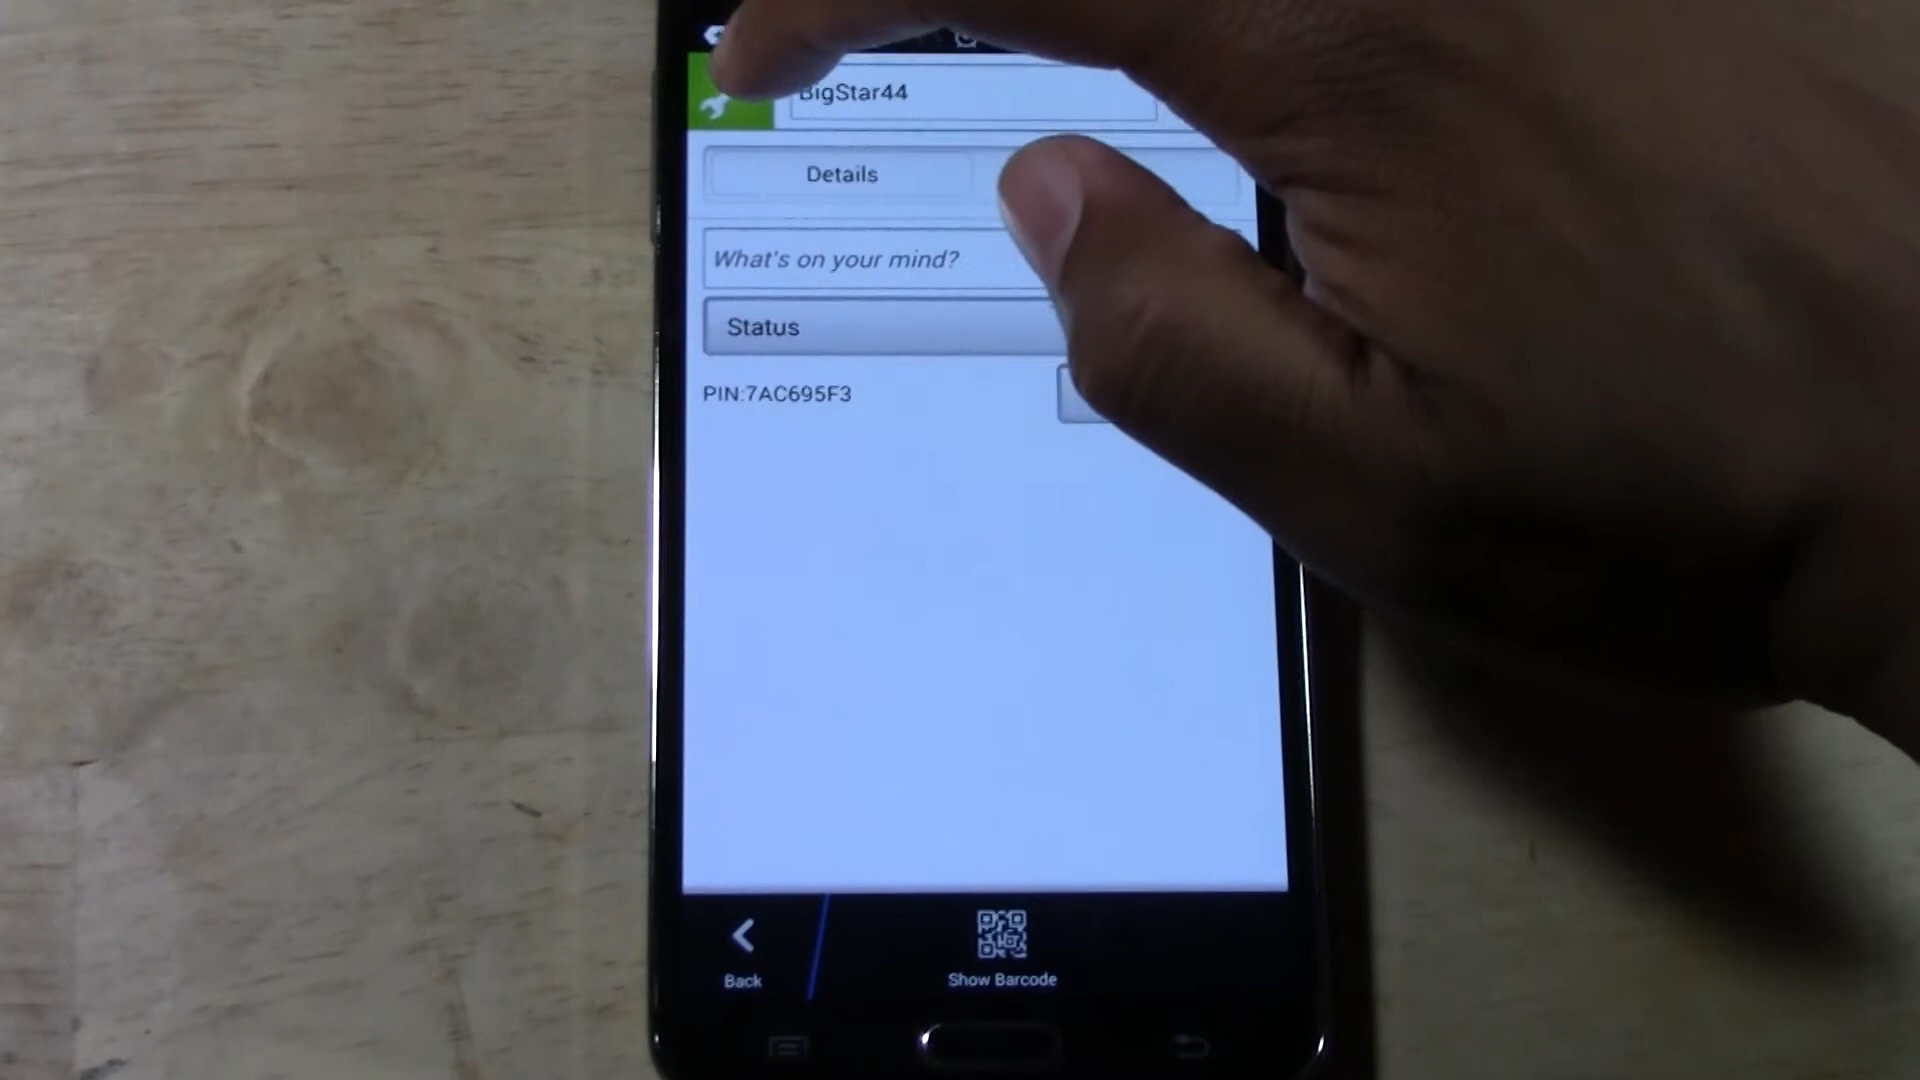 BigStar44
Details
What's on your mind?
Status
PIN:7AC695F3
Back
Show Barcode